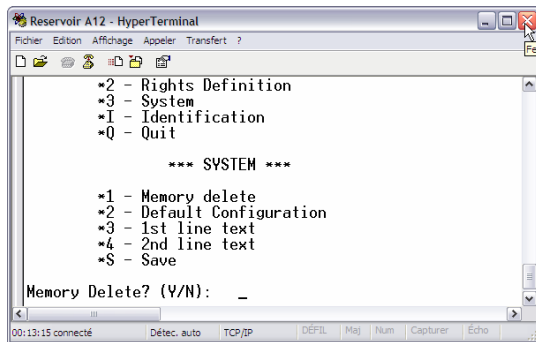 Reservoir A12 - HyperTerminal
Fichier Edition Affichage Appeler Transfert ?
Fe
*2 - Rights Definition
*3 - System
*I - Identification
*Q - Quit
*** SYSTEM ***
*1 - Memory delete
*2 - Default Configuration
*3 - 1st line text
*4 - 2nd line text
*S - Save
Memory Delete? (Y/N): _
00:13:15 connecté Détec. auto TCP/IP DÉFIL Maj Num Capturer Écho